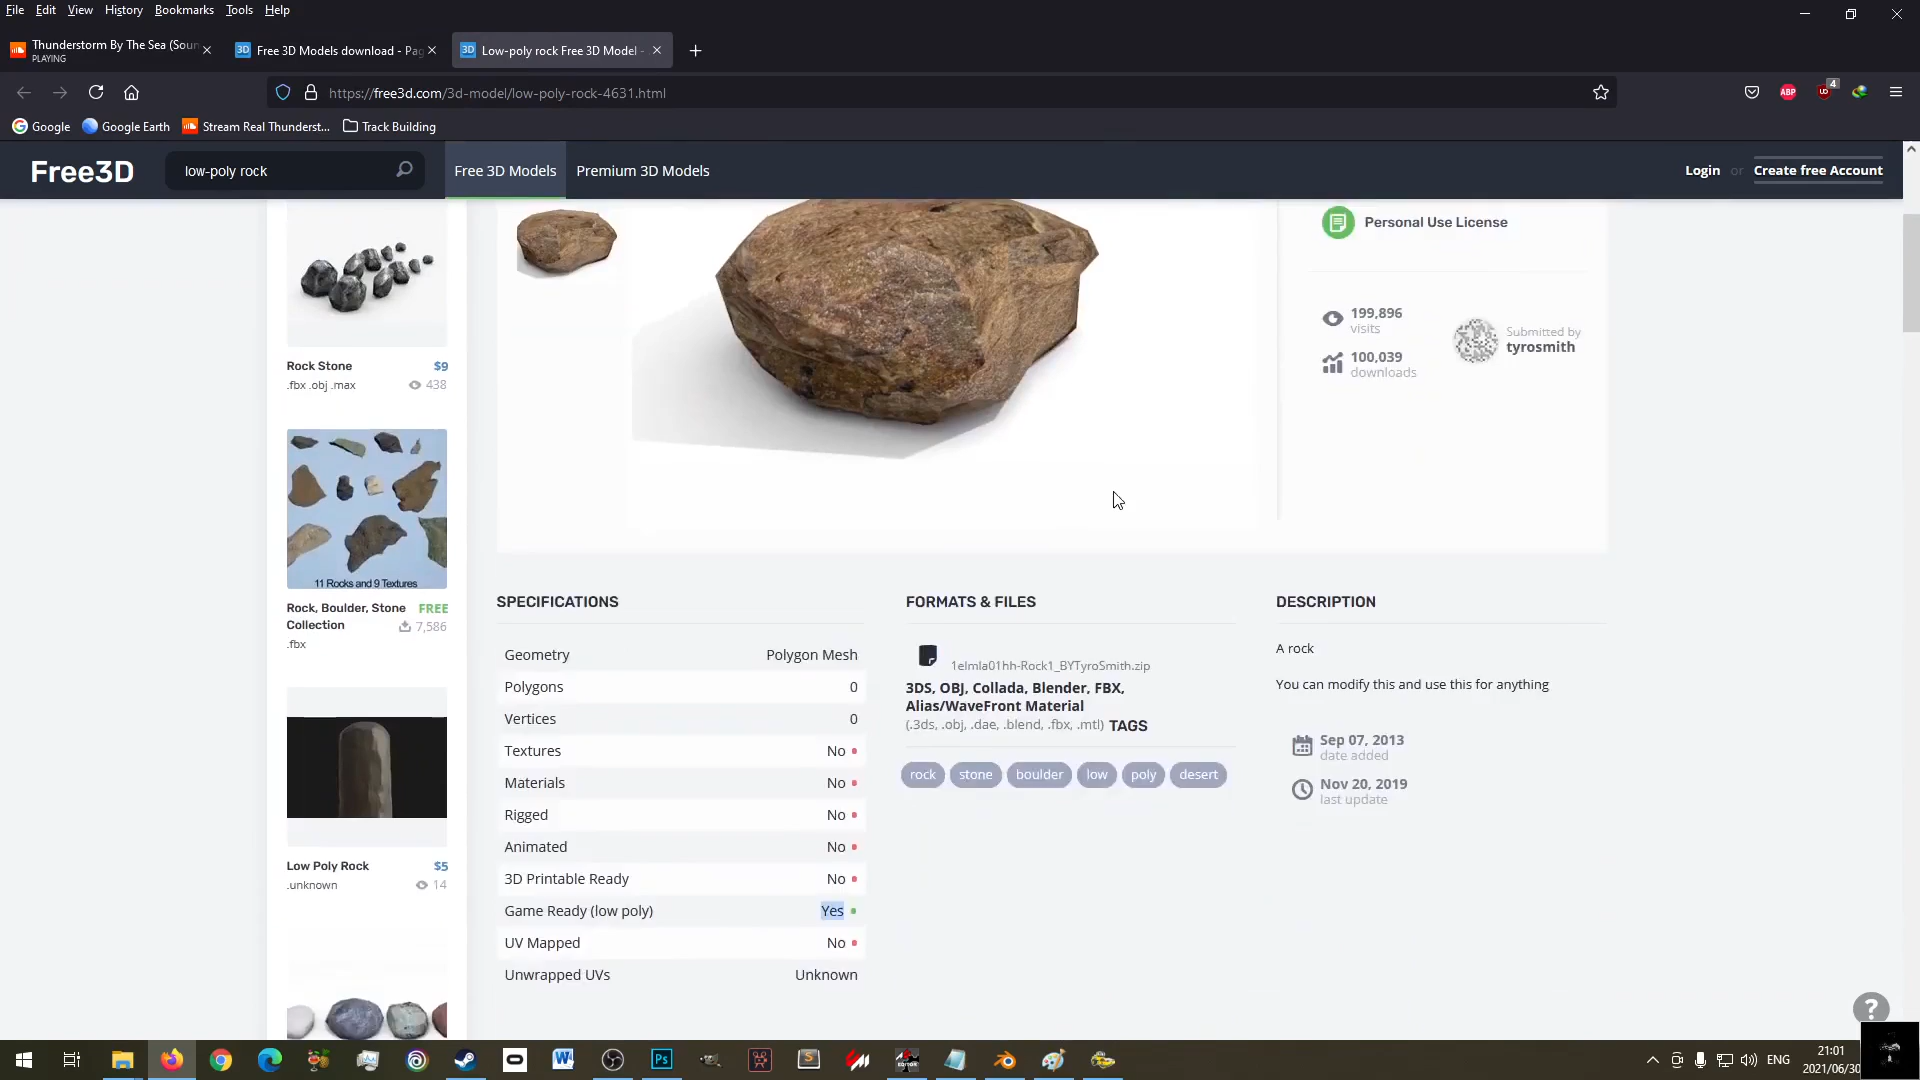 File Edit View History Bookmarks Tools Help
Thunderstorm By The Sea (Soun
PLAYING
Free 3D Models download - Pag
Low-poly rock Free 3D Model -
https://free3d.com/3d-model/low-poly-rock-4631.html
ABP
4
Google Google Earth Stream Real Thunderst... Track Building
Free3D low-poly rock Free 3D Models Premium 3D Models Login or Create free Account
Rock Stone $9
.fbx .obj .max 438
11 Rocks and 9 Textures
Rock, Boulder, Stone Collection FREE
7,586
.fbx
Low Poly Rock $5
.unknown 14
Personal Use License
199,896
visits
100,039
downloads
Submitted by
tyrosmith
SPECIFICATIONS
Geometry Polygon Mesh
Polygons 0
Vertices 0
Textures No
Materials No
Rigged No
Animated No
3D Printable Ready No
Game Ready (low poly) Yes
UV Mapped No
Unwrapped UVs Unknown
FORMATS & FILES
1elmla01hh-Rock1_BYTyroSmith.zip
3DS, OBJ, Collada, Blender, FBX,
Alias/WaveFront Material
(.3ds, .obj, .dae, .blend, .fbx, .mtl) TAGS
rock stone boulder low poly desert
DESCRIPTION
A rock
You can modify this and use this for anything
Sep 07, 2013
date added
Nov 20, 2019
last update
?
ENG
21:01
2021/06/30